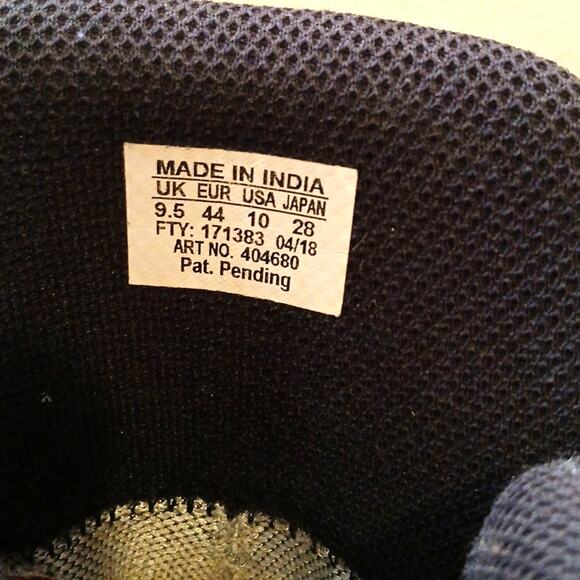 MADE IN INDIA
UK EUR USA JAPAN
9.5 44 10 28
FTY: 171383 04/18
ART NO. 404680
Pat. Pending